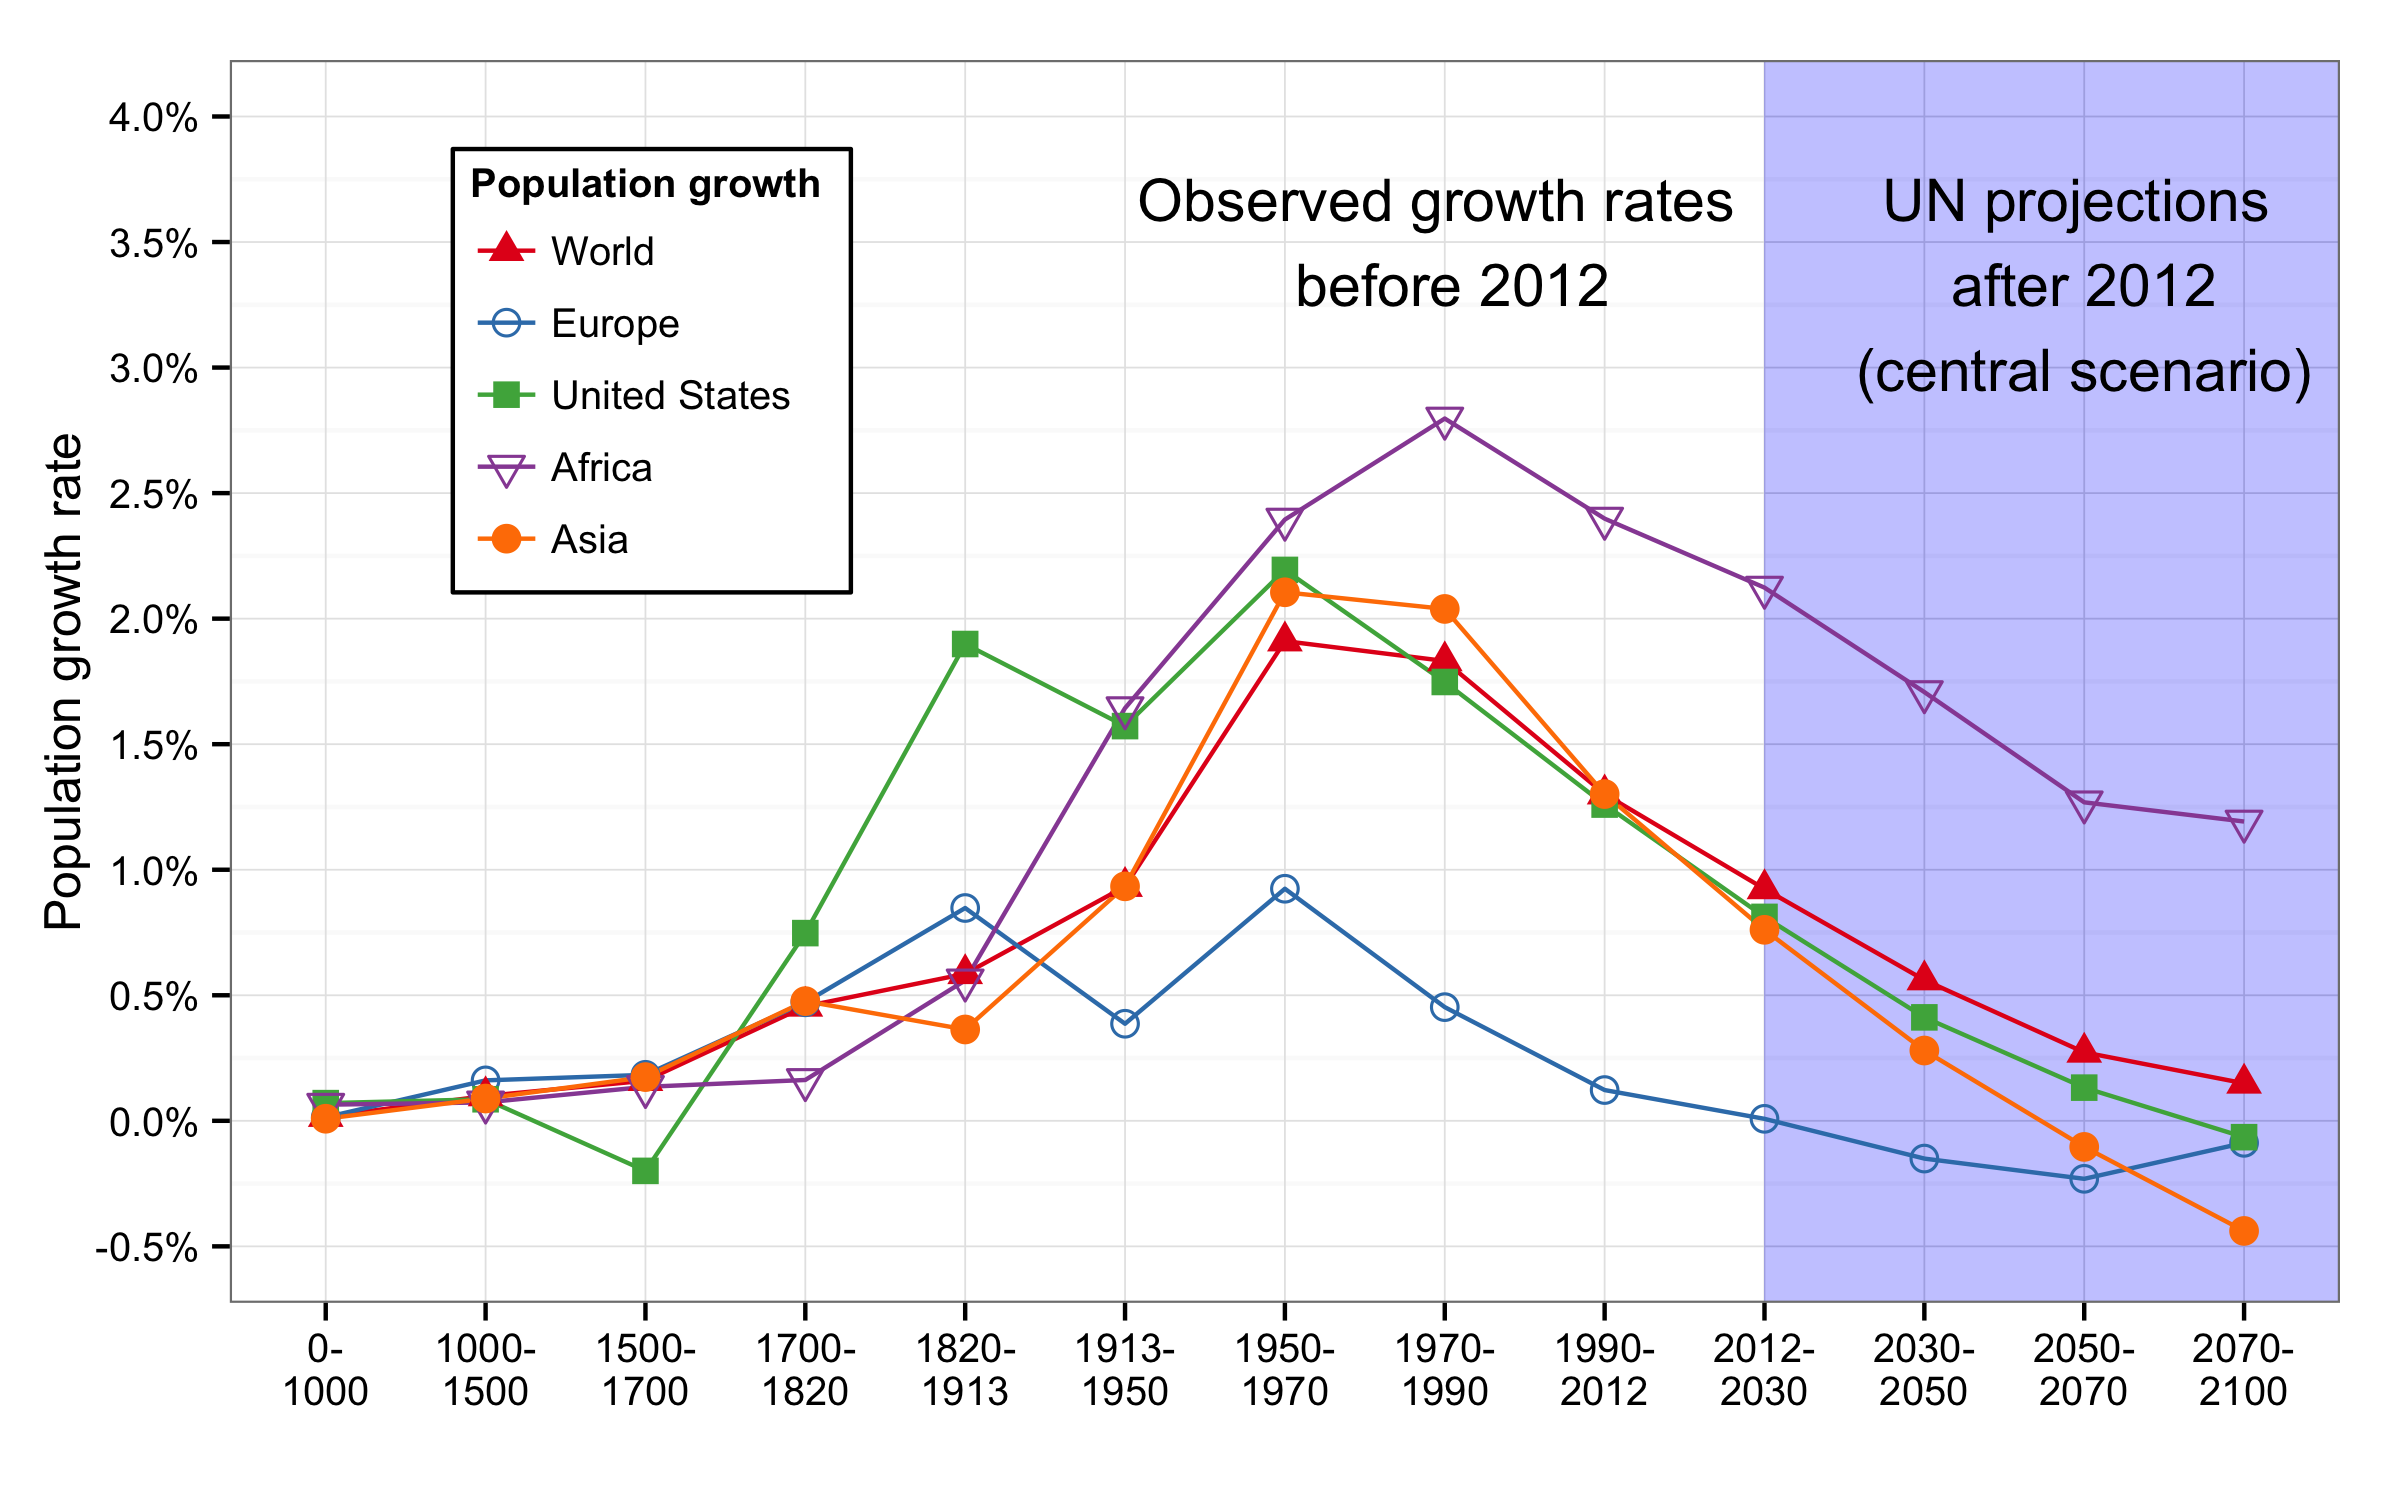 4.0%
3.5%
3.0%
2.5%
2.0%
1.5%
1.0%
0.5%
0.0%
-0.5%
Population growth rate
Population growth
World
Europe
United States
Africa
Asia
Observed growth rates
before 2012
UN projections
after 2012
(central scenario)
0- 1000- 1500- 1700- 1820- 1913- 1950- 1970- 1990- 2012- 2030- 2050- 2070-
1000 1500 1700 1820 1913 1950 1970 1990 2012 2030 2050 2070 2100